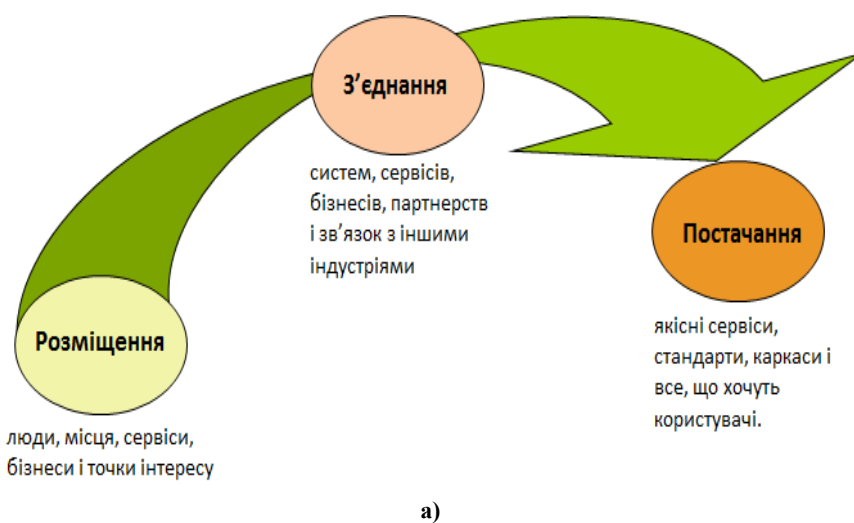 З’єднання
систем, сервісів,
бізнесів, партнерств
і зв’язок з іншими
індустріями
Постачання
якісні сервіси,
стандарти, каркаси і
все, що хочуть
користувачі.
Розміщення
люди, місця, сервіси,
бізнеси і точки інтересу
а)